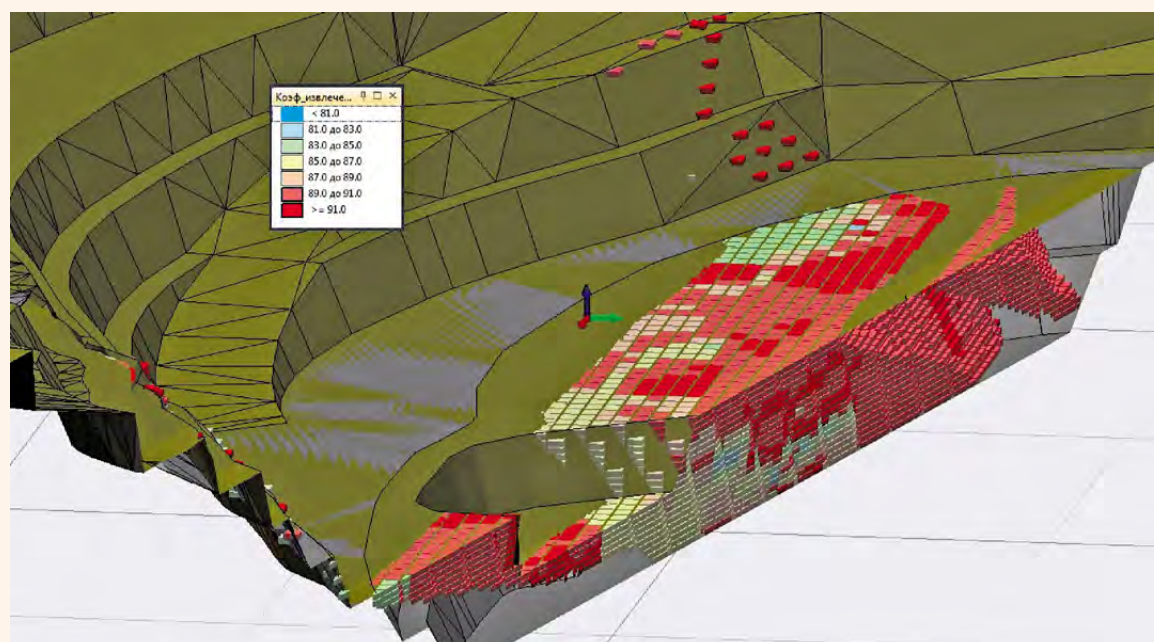 Коэф_извлече...
< 81.0
81.0 до 83.0
83.0 до 85.0
85.0 до 87.0
87.0 до 89.0
89.0 до 91.0
>= 91.0